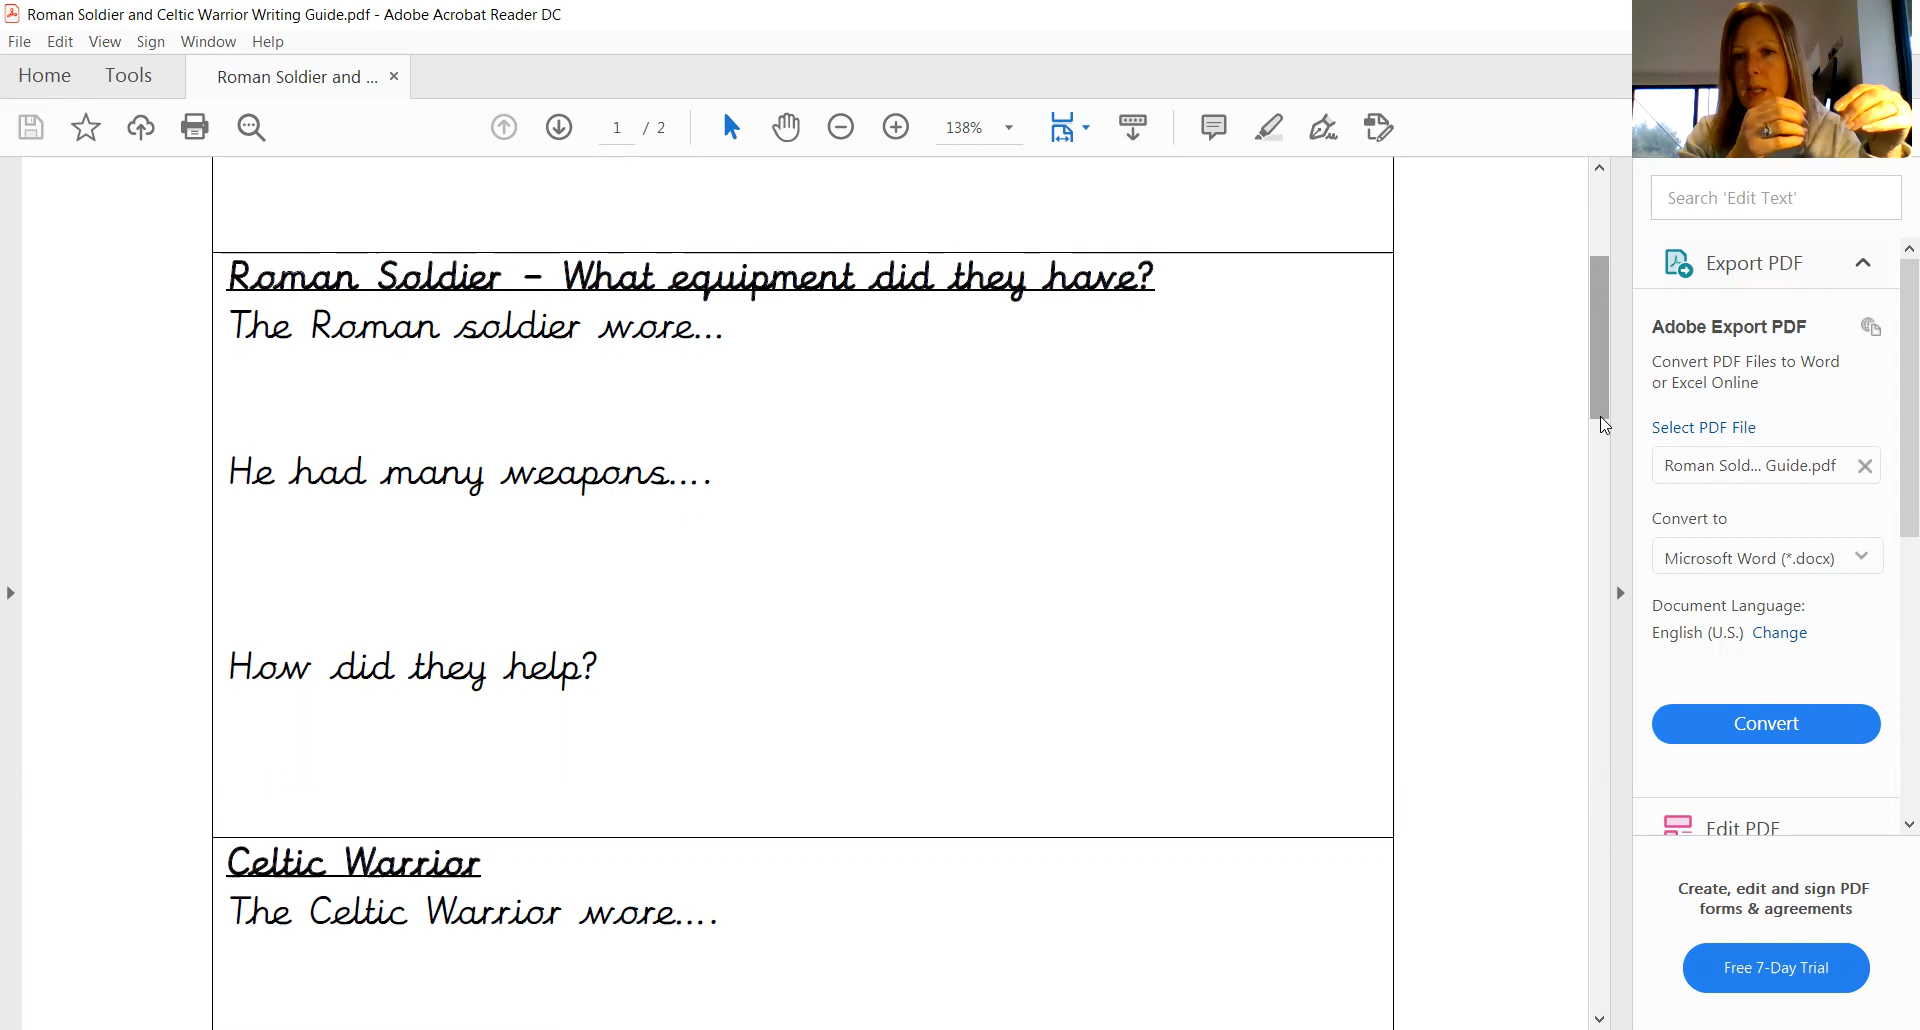 Roman Soldier and Celtic Warrior Writing Guide.pdf - Adobe Acrobat Reader DC
File Edit View Sign Window Help
Home Tools Roman Soldier and ... ×
1 / 2 138%
Roman Soldier – What equipment did they have?
The Roman soldier wore...
He had many weapons....
How did they help?
Celtic Warrior
The Celtic Warrior wore....
Search 'Edit Text'
Export PDF
Adobe Export PDF
Convert PDF Files to Word
or Excel Online
Select PDF File
Roman Sold... Guide.pdf
Convert to
Microsoft Word (*.docx)
Document Language:
English (U.S.) Change
Convert
Edit PDF
Create, edit and sign PDF
forms & agreements
Free 7-Day Trial